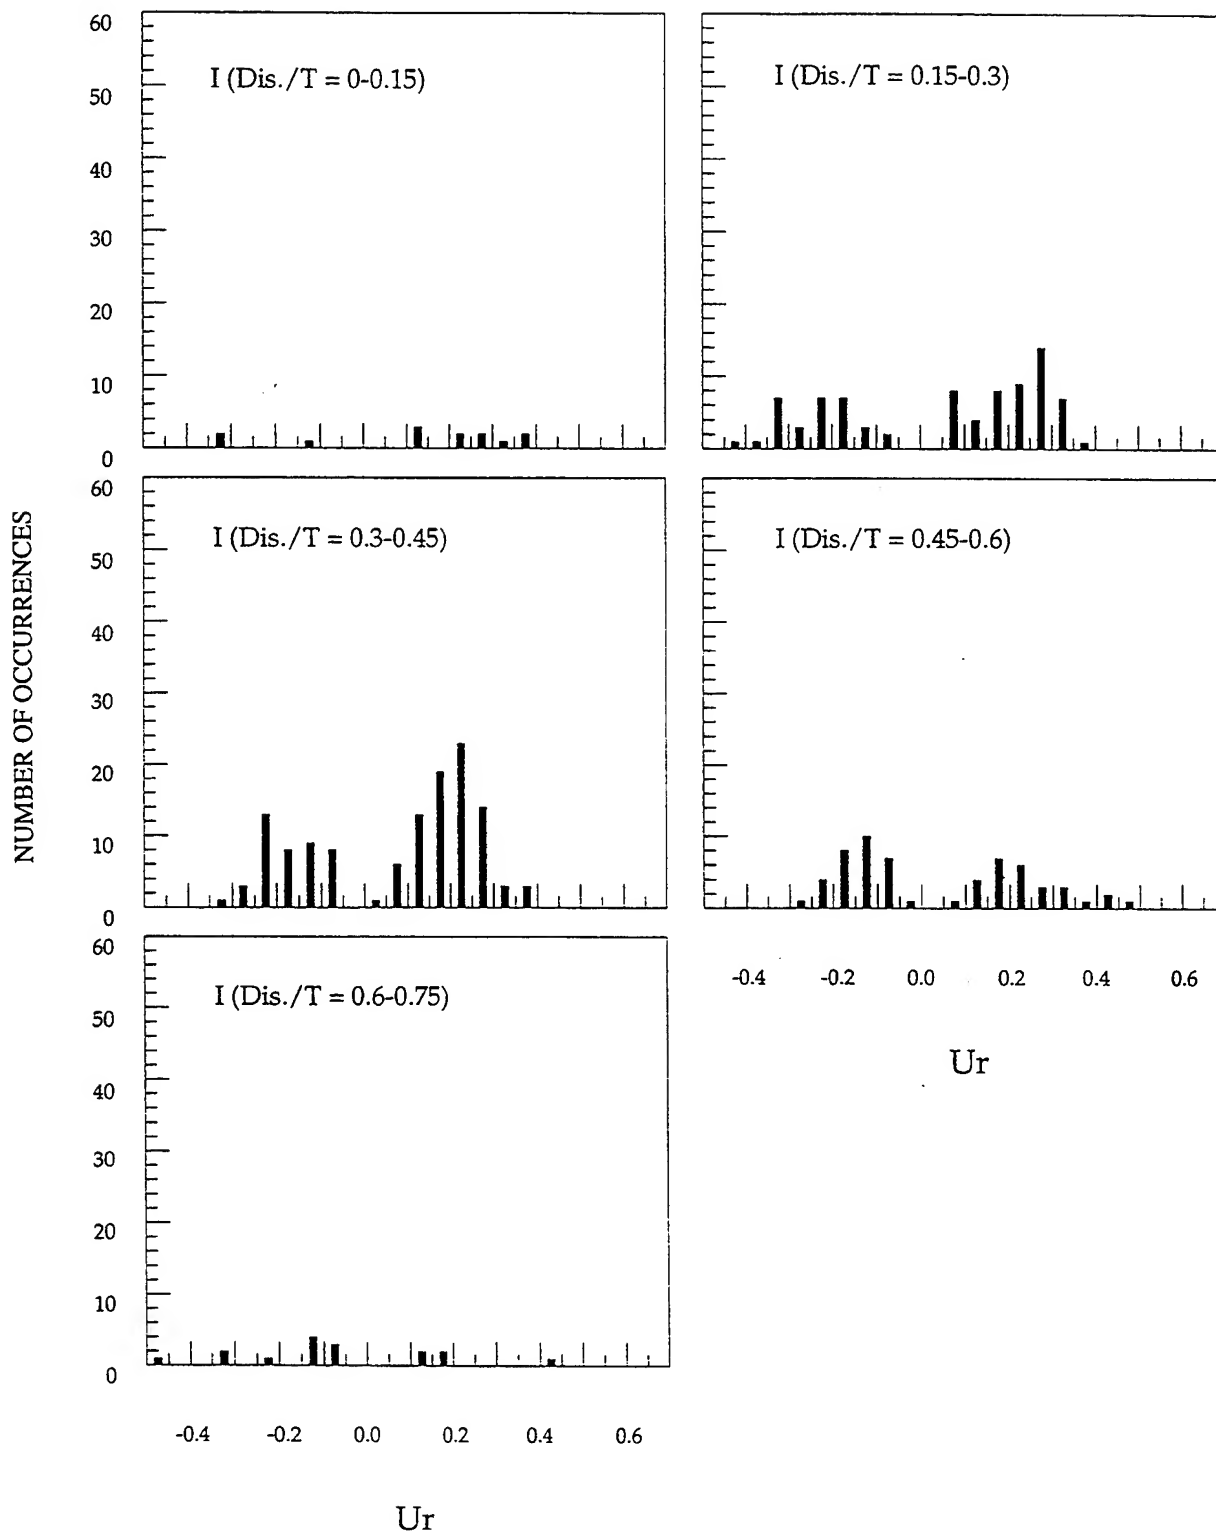 NUMBER OF OCCURRENCES
60
50
40
30
20
10
0
I (Dis./T = 0-0.15)
I (Dis./T = 0.15-0.3)
60
50
40
30
20
10
0
I (Dis./T = 0.3-0.45)
I (Dis./T = 0.45-0.6)
-0.4 -0.2 0.0 0.2 0.4 0.6
Ur
60
50
40
30
20
10
0
I (Dis./T = 0.6-0.75)
-0.4 -0.2 0.0 0.2 0.4 0.6
Ur